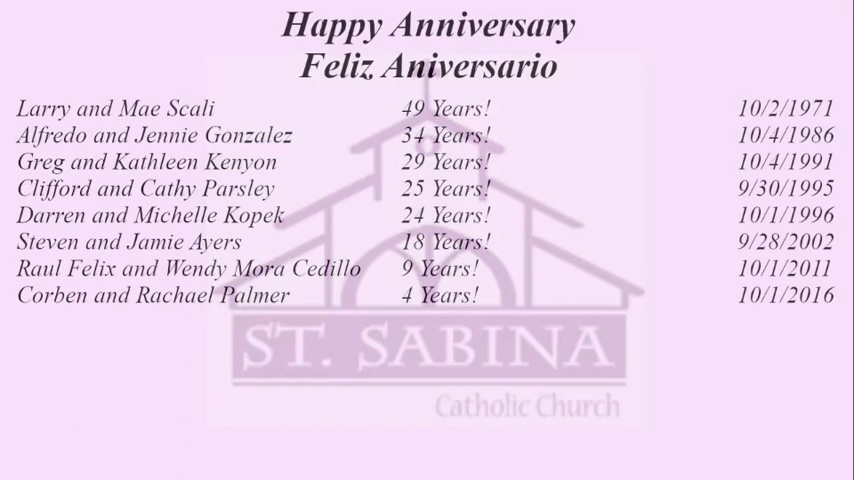 Happy Anniversary
Feliz Aniversario
Larry and Mae Scali 49 Years! 10/2/1971
Alfredo and Jennie Gonzalez 34 Years! 10/4/1986
Greg and Kathleen Kenyon 29 Years! 10/4/1991
Clifford and Cathy Parsley 25 Years! 9/30/1995
Darren and Michelle Kopek 24 Years! 10/1/1996
Steven and Jamie Ayers 18 Years! 9/28/2002
Raul Felix and Wendy Mora Cedillo 9 Years! 10/1/2011
Corben and Rachael Palmer 4 Years! 10/1/2016
ST. SABINA
Catholic Church